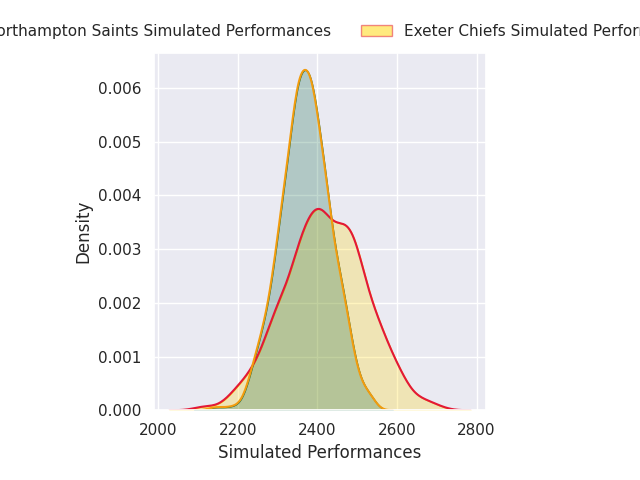 orthampton Saints Simulated Performances
Exeter Chiefs Simulated Perfor
0.006
0.005
0.004
0.003
0.002
0.001
0.000
Density
2000 2200 2400 2600 2800
Simulated Performances